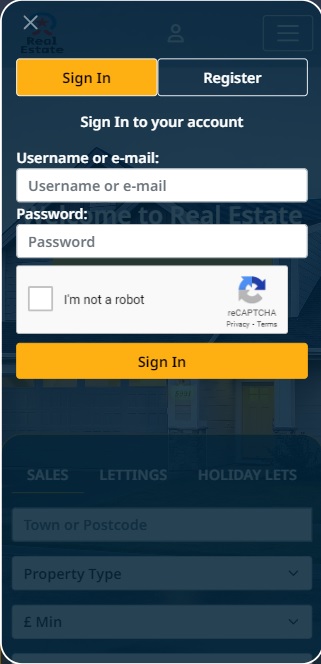 Real
Estate
Sign In
Register
Sign In to your account
Username or e-mail:
Username or e-mail
Password:
Welcome to Real Estate
Password
I'm not a robot
reCAPTCHA
Privacy - Terms
Sign In
SALES
LETTINGS
HOLIDAY LETS
Town or Postcode
Property Type
£ Min